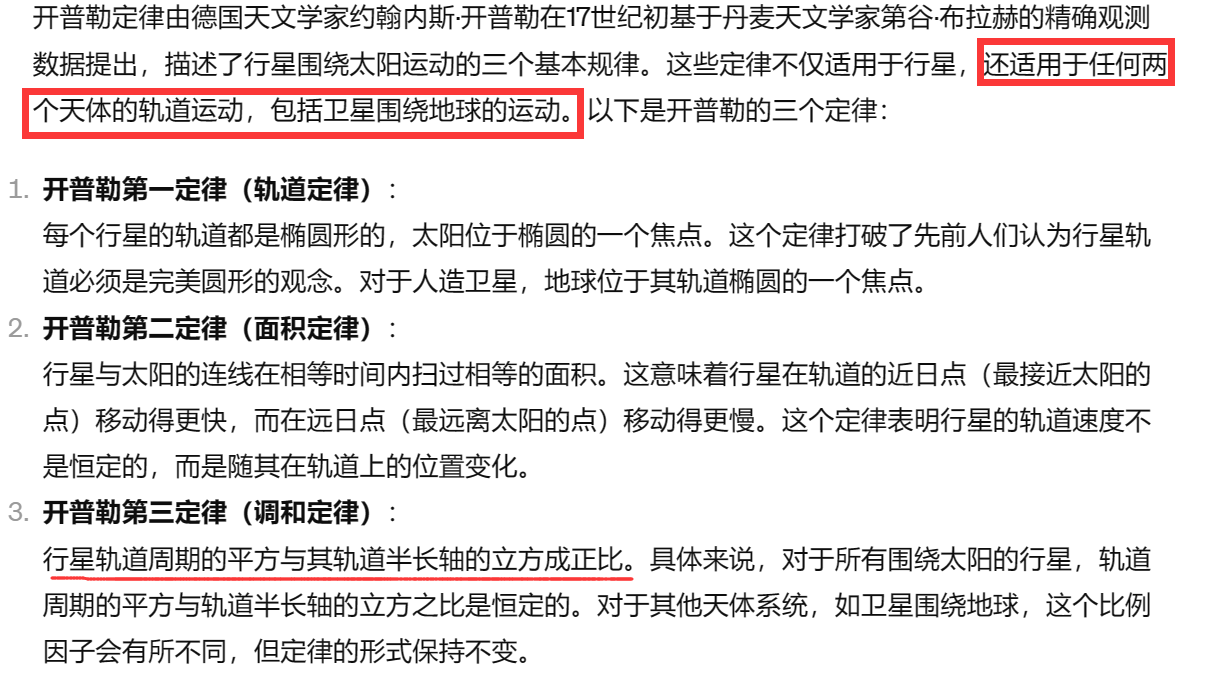 开普勒定律由德国天文学家约翰内斯·开普勒在17世纪初基于丹麦天文学家第谷·布拉赫的精确观测
数据提出，描述了行星围绕太阳运动的三个基本规律。这些定律不仅适用于行星，还适用于任何两
个天体的轨道运动，包括卫星围绕地球的运动。以下是开普勒的三个定律：
1. 开普勒第一定律（轨道定律）：
每个行星的轨道都是椭圆形的，太阳位于椭圆的一个焦点。这个定律打破了先前人们认为行星轨
道必须是完美圆形的观念。对于人造卫星，地球位于其轨道椭圆的一个焦点。
2. 开普勒第二定律（面积定律）：
行星与太阳的连线在相等时间内扫过相等的面积。这意味着行星在轨道的近日点（最接近太阳的
点）移动得更快，而在远日点（最远离太阳的点）移动得更慢。这个定律表明行星的轨道速度不
是恒定的，而是随其在轨道上的位置变化。
3. 开普勒第三定律（调和定律）：
行星轨道周期的平方与其轨道半长轴的立方成正比。具体来说，对于所有围绕太阳的行星，轨道
周期的平方与轨道半长轴的立方之比是恒定的。对于其他天体系统，如卫星围绕地球，这个比例
因子会有所不同，但定律的形式保持不变。